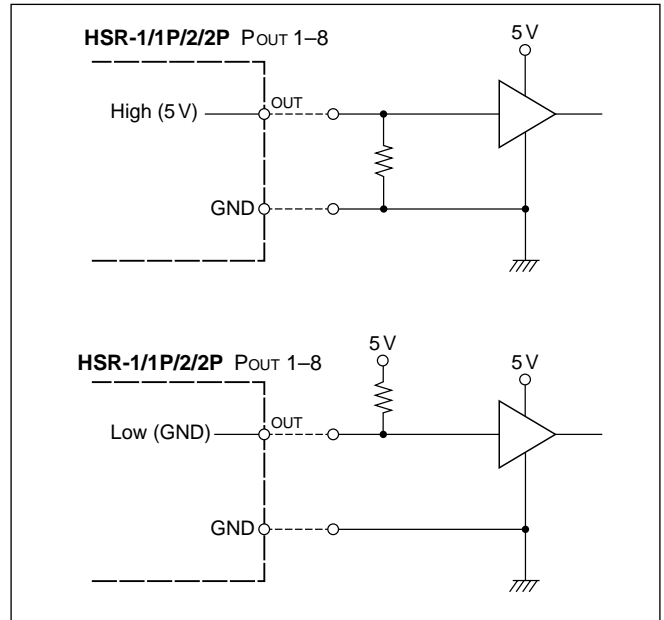 HSR-1/1P/2/2P POUT 1–8
5 V
High (5 V)
OUT
GND
HSR-1/1P/2/2P POUT 1–8
5 V
5 V
Low (GND)
OUT
GND